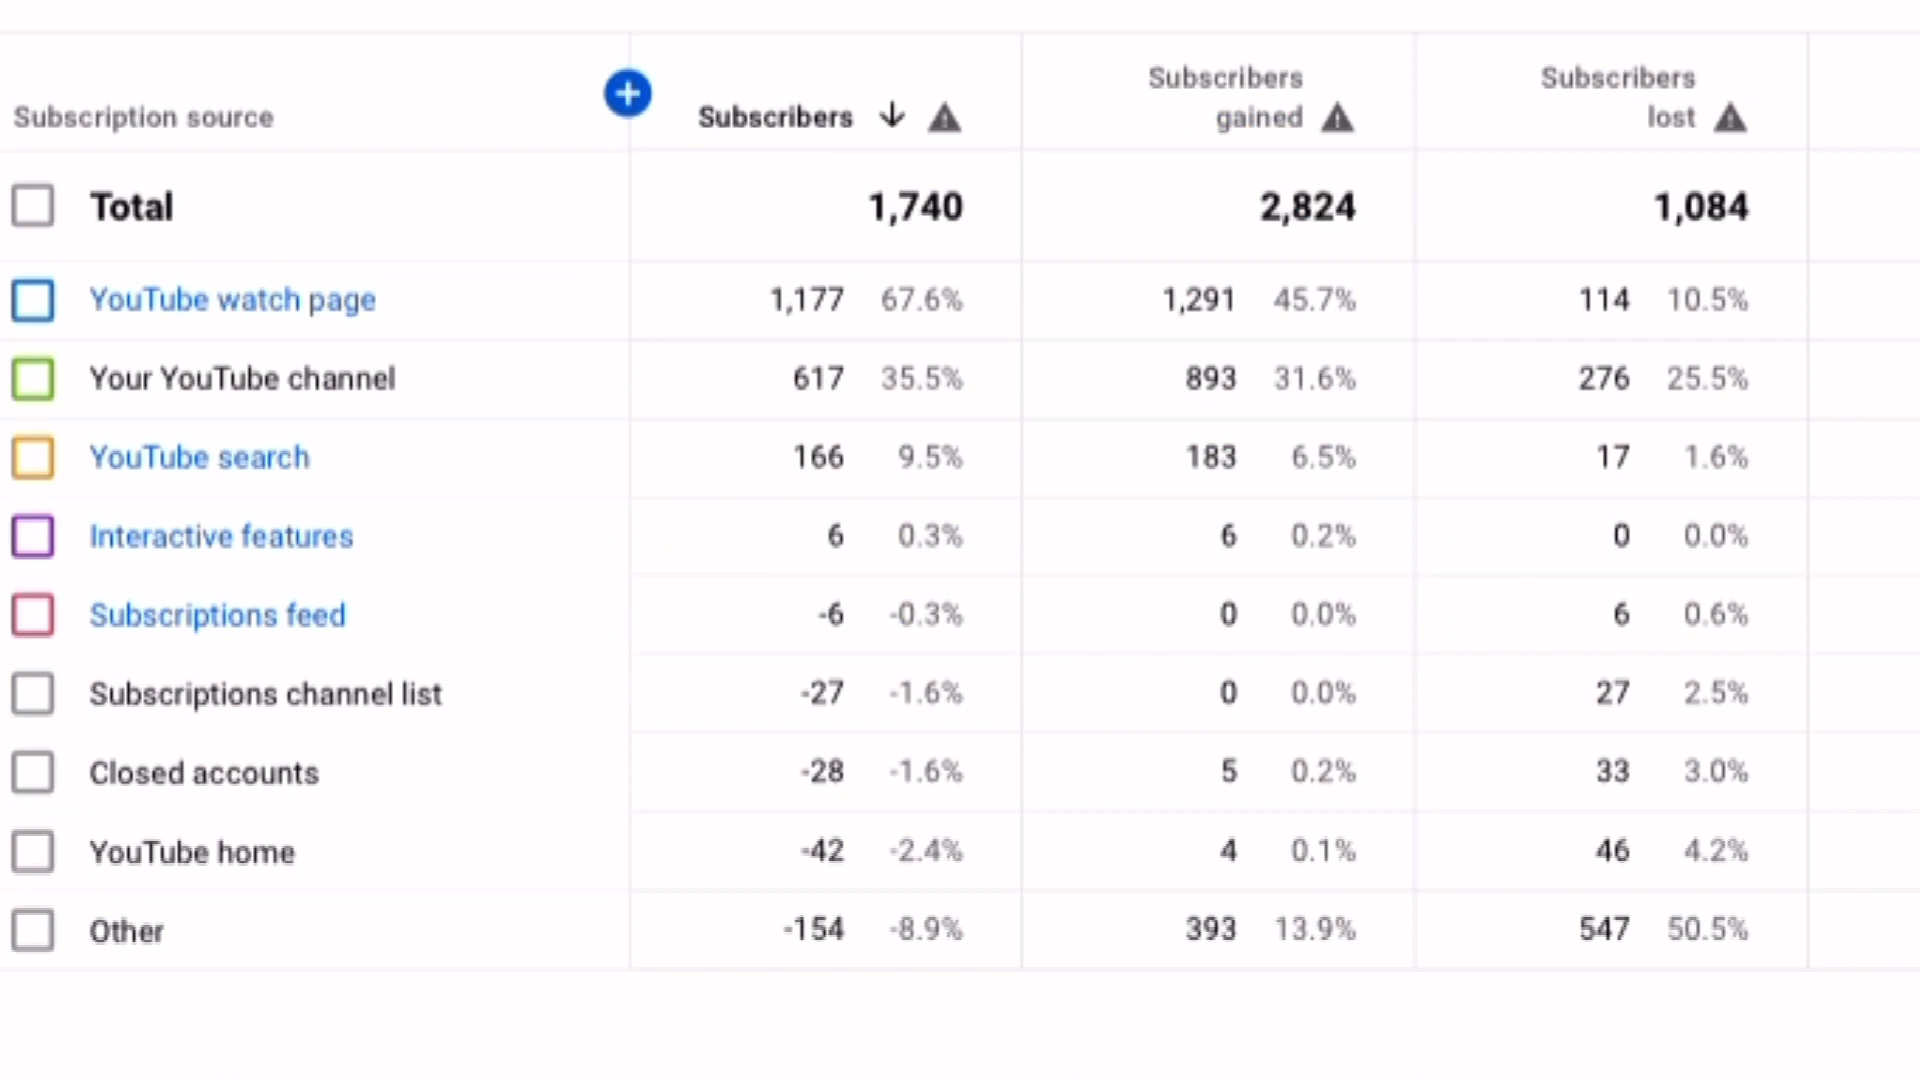 Subscription source Subscribers Subscribers gained Subscribers lost
Total 1,740 2,824 1,084
YouTube watch page 1,177 67.6% 1,291 45.7% 114 10.5%
Your YouTube channel 617 35.5% 893 31.6% 276 25.5%
YouTube search 166 9.5% 183 6.5% 17 1.6%
Interactive features 6 0.3% 6 0.2% 0 0.0%
Subscriptions feed -6 -0.3% 0 0.0% 6 0.6%
Subscriptions channel list -27 -1.6% 0 0.0% 27 2.5%
Closed accounts -28 -1.6% 5 0.2% 33 3.0%
YouTube home -42 -2.4% 4 0.1% 46 4.2%
Other -154 -8.9% 393 13.9% 547 50.5%